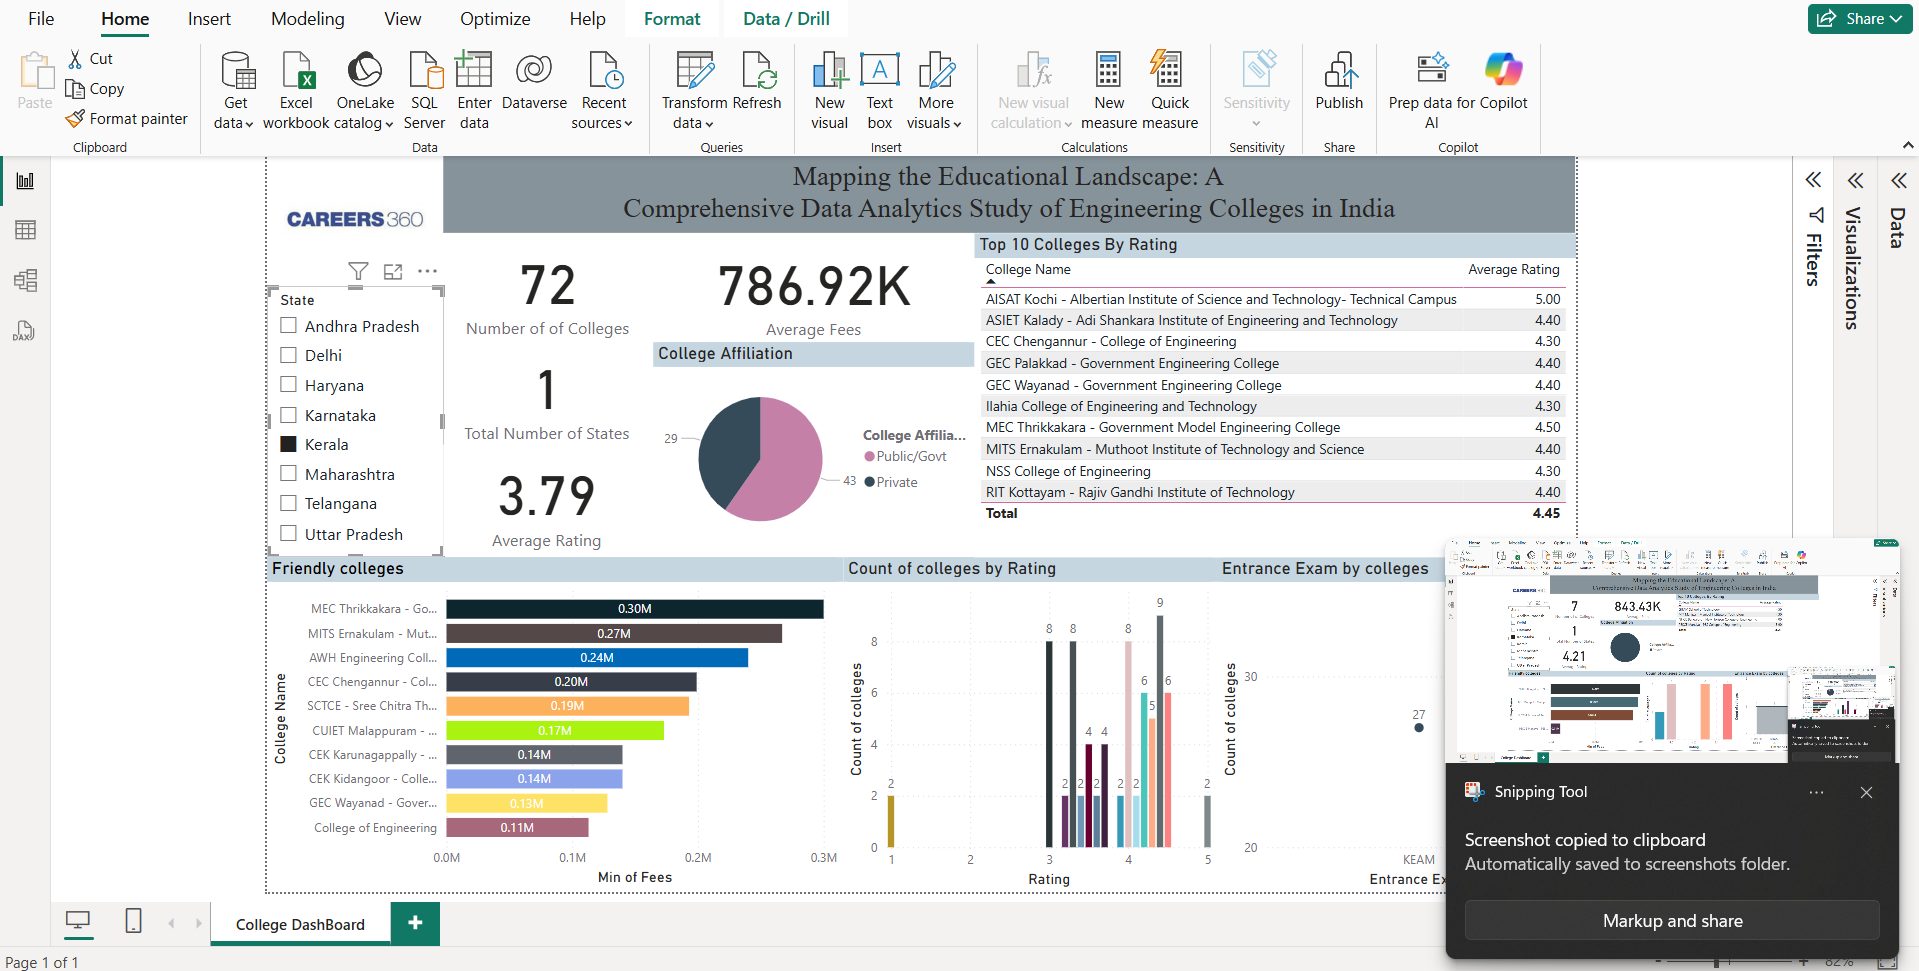 File Home Insert Modeling View Optimize Help Format Data / Drill
Share
Paste
Cut
Copy
Format painter
Clipboard
Get data
Excel workbook
OneLake catalog
SQL Server
Enter data
Dataverse
Recent sources
Data
Transform data
Refresh
Queries
New visual
Text box
More visuals
Insert
New visual calculation
New measure
Quick measure
Calculations
Sensitivity
Sensitivity
Publish
Share
Prep data for AI
Copilot
Copilot
CAREERS360
Mapping the Educational Landscape: A
Comprehensive Data Analytics Study of Engineering Colleges in India
State
Andhra Pradesh
Delhi
Haryana
Karnataka
Kerala
Maharashtra
Telangana
Uttar Pradesh
72
Number of of Colleges
1
Total Number of States
3.79
Average Rating
786.92K
Average Fees
College Affiliation
29
43
College Affilia...
Public/Govt
Private
Top 10 Colleges By Rating
College Name Average Rating
AISAT Kochi - Albertian Institute of Science and Technology- Technical Campus 5.00
ASIET Kalady - Adi Shankara Institute of Engineering and Technology 4.40
CEC Chengannur - College of Engineering 4.30
GEC Palakkad - Government Engineering College 4.40
GEC Wayanad - Government Engineering College 4.40
Ilahia College of Engineering and Technology 4.30
MEC Thrikkakara - Government Model Engineering College 4.50
MITS Ernakulam - Muthoot Institute of Technology and Science 4.40
NSS College of Engineering 4.30
RIT Kottayam - Rajiv Gandhi Institute of Technology 4.40
Total 4.45
Filters
Visualizations
Data
Friendly colleges
College Name
MEC Thrikkakara - Go... 0.30M
MITS Ernakulam - Mut... 0.27M
AWH Engineering Coll... 0.24M
CEC Chengannur - Col... 0.20M
SCTCE - Sree Chitra Th... 0.19M
CUIET Malappuram - ... 0.17M
CEK Karunagappally - ... 0.14M
CEK Kidangoor - Colle... 0.14M
GEC Wayanad - Gover... 0.13M
College of Engineering 0.11M
0.0M 0.1M 0.2M 0.3M
Min of Fees
Count of colleges by Rating
Count of colleges
8
6
4
2
0
2 8 2 8 2 4 2 4 2 8 2 6 5 9 6 2
1 2 3 4 5
Rating
Entrance Exam by colleges
Count of colleges
30
20
27
KEAM
Entrance Ex
7
843.43K
1
4.21
Snipping Tool
Screenshot copied to clipboard
Automatically saved to screenshots folder.
Markup and share
College DashBoard
Page 1 of 1
82%